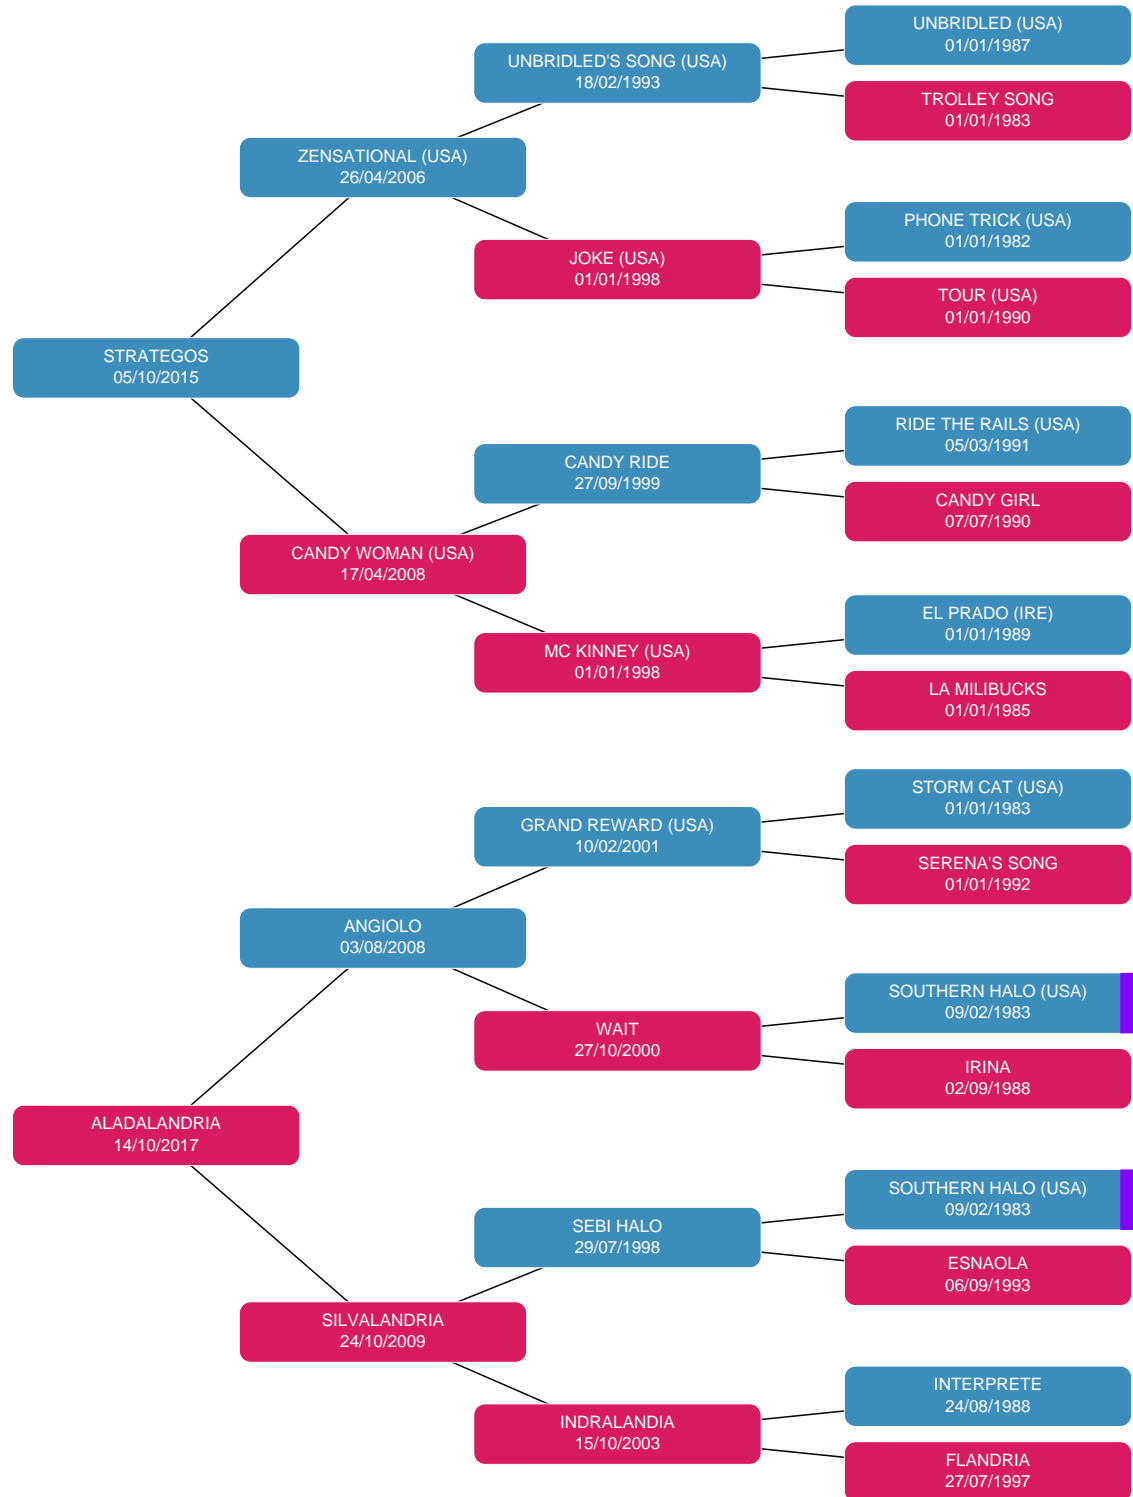 UNBRIDLED (USA)
01/01/1987
UNBRIDLED'S SONG (USA)
18/02/1993
TROLLEY SONG
01/01/1983
ZENSATIONAL (USA)
26/04/2006
PHONE TRICK (USA)
01/01/1982
JOKE (USA)
01/01/1998
TOUR (USA)
01/01/1990
STRATEGOS
05/10/2015
RIDE THE RAILS (USA)
05/03/1991
CANDY RIDE
27/09/1999
CANDY GIRL
07/07/1990
CANDY WOMAN (USA)
17/04/2008
EL PRADO (IRE)
01/01/1989
MC KINNEY (USA)
01/01/1998
LA MILIBUCKS
01/01/1985
STORM CAT (USA)
01/01/1983
GRAND REWARD (USA)
10/02/2001
SERENA'S SONG
01/01/1992
ANGIOLO
03/08/2008
SOUTHERN HALO (USA)
09/02/1983
WAIT
27/10/2000
IRINA
02/09/1988
ALADALANDRIA
14/10/2017
SOUTHERN HALO (USA)
09/02/1983
SEBI HALO
29/07/1998
ESNAOLA
06/09/1993
SILVALANDRIA
24/10/2009
INTERPRETE
24/08/1988
INDRALANDIA
15/10/2003
FLANDRIA
27/07/1997